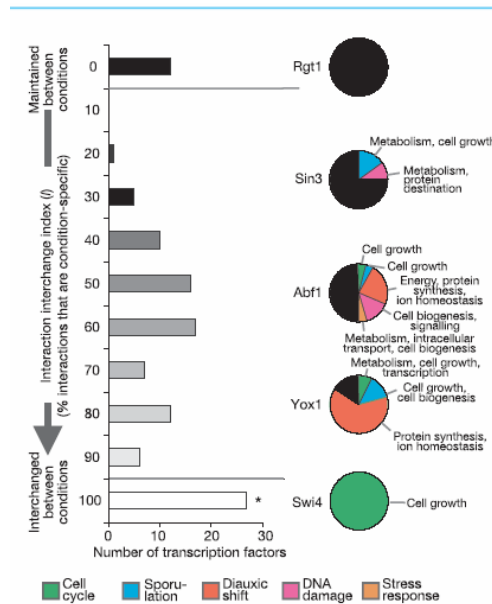 Maintained between
conditions
Interaction interchange index (I)
(% interactions that are condition-specific)
Interchanged between
conditions
0
10
20
30
40
50
60
70
80
90
100
*
0
10
20
30
Number of transcription factors
Rgt1
Sin3
Metabolism, cell growth
Metabolism,
protein
destination
Abf1
Cell growth
Cell growth
Energy, protein
synthesis,
ion homeostasis
Cell biogenesis,
signalling
Metabolism, intracellular
transport, cell biogenesis
Yox1
Metabolism, cell growth,
transcription
Cell growth,
cell biogenesis
Protein synthesis,
ion homeostasis
Swi4
Cell growth
Cell
cycle
Sporu-
lation
Diauxic
shift
DNA
damage
Stress
response